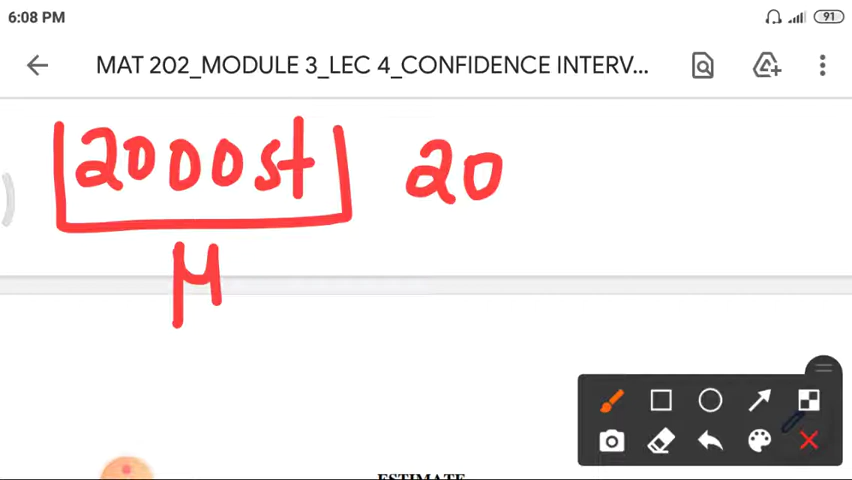 6:08 PM
91
MAT 202_MODULE 3_LEC 4_CONFIDENCE INTERV...
2000st 20
μ
ESTIMATE